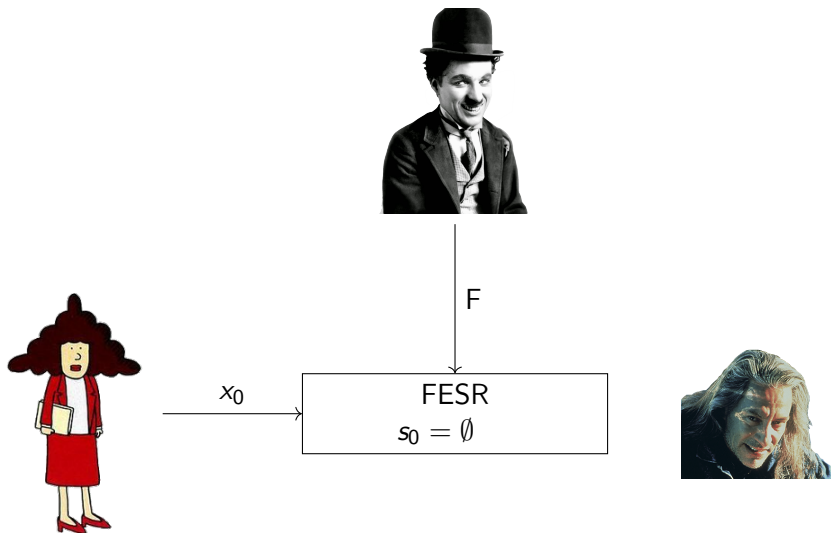 F
x₀
FESR
s₀ = ∅